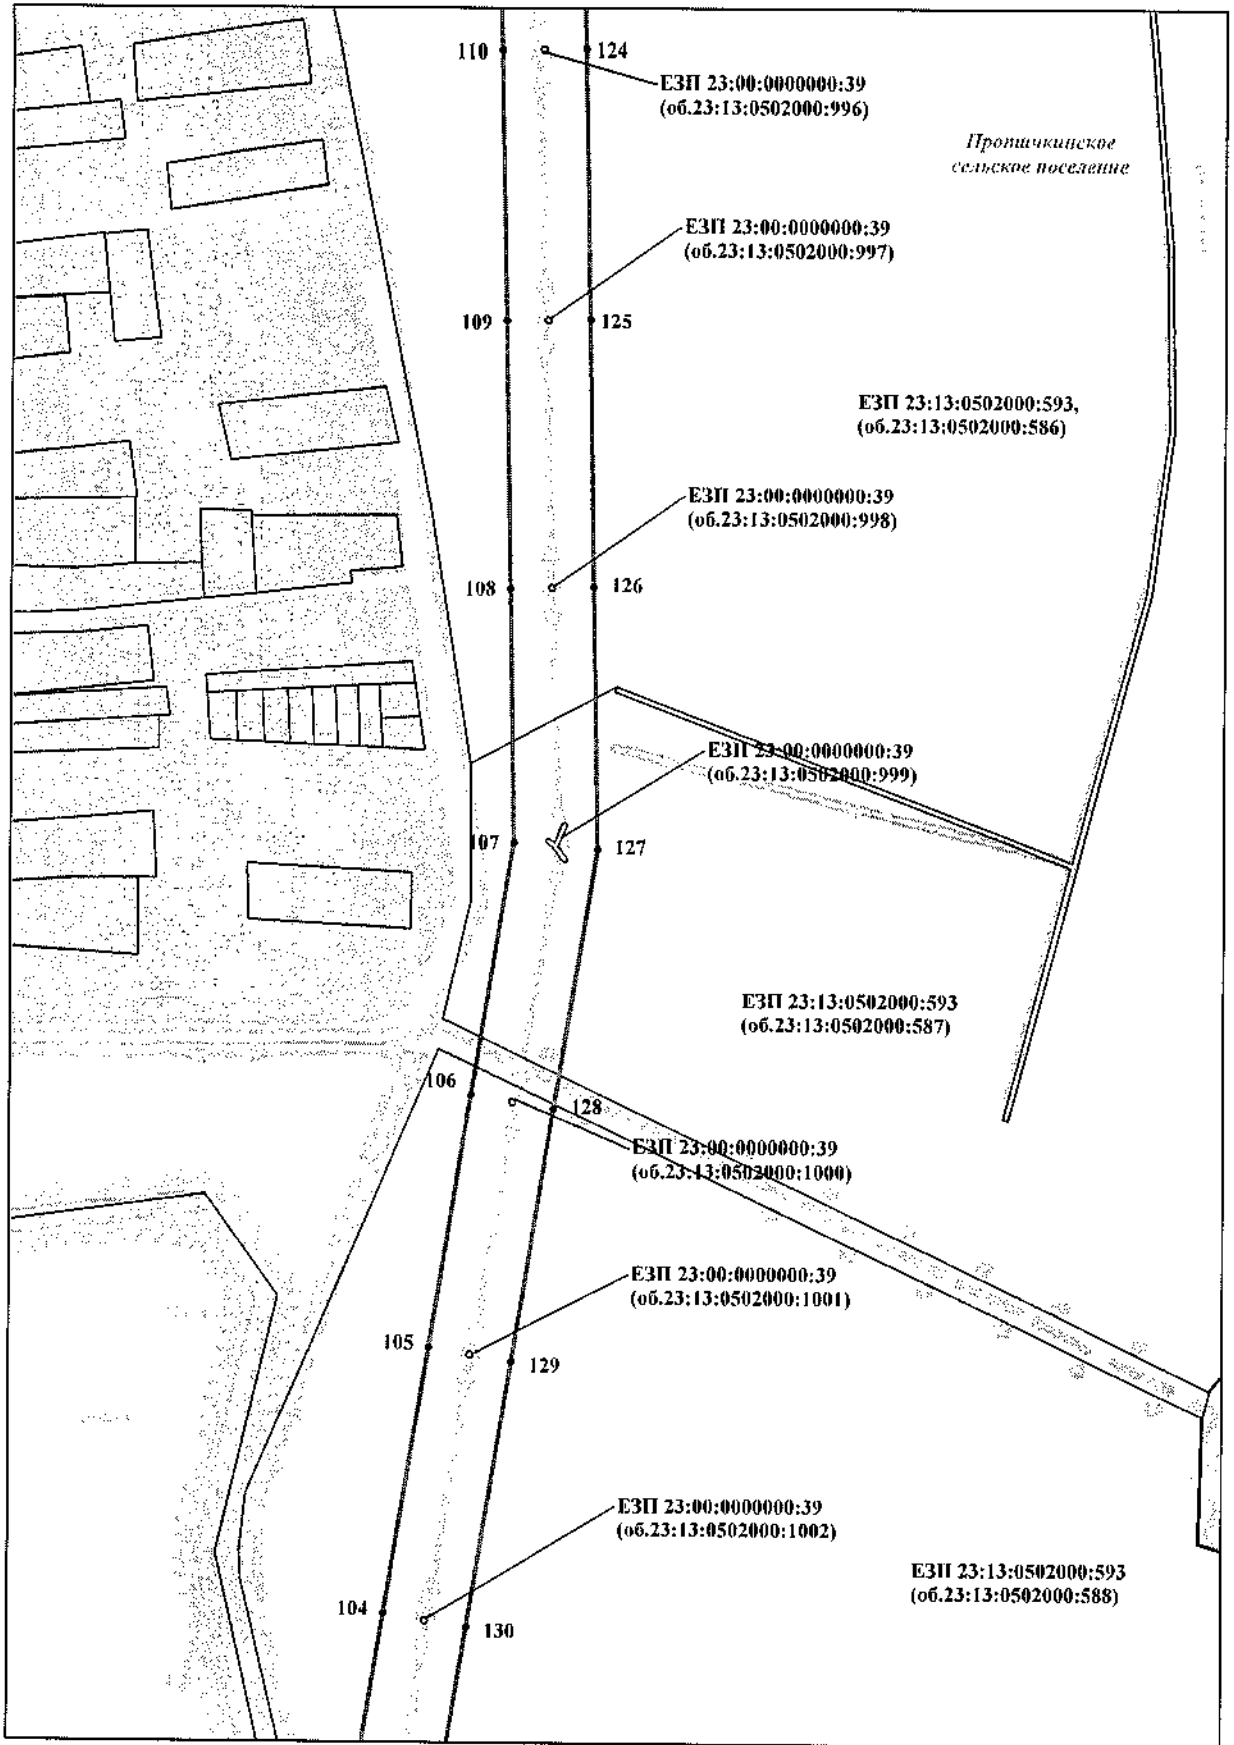 110
124
ЕЗП 23:00:0000000:39
(об.23:13:0502000:996)
Протичкинское
сельское поселение
ЕЗП 23:00:0000000:39
(об.23:13:0502000:997)
109
125
ЕЗП 23:13:0502000:593,
(об.23:13:0502000:586)
ЕЗП 23:00:0000000:39
(об.23:13:0502000:998)
108
126
ЕЗП 23:00:0000000:39
(об.23:13:0502000:999)
107
127
ЕЗП 23:13:0502000:593
(об.23:13:0502000:587)
106
128
ЕЗП 23:00:0000000:39
(об.23:13:0502000:1000)
ЕЗП 23:00:0000000:39
(об.23:13:0502000:1001)
105
129
ЕЗП 23:00:0000000:39
(об.23:13:0502000:1002)
ЕЗП 23:13:0502000:593
(об.23:13:0502000:588)
104
130